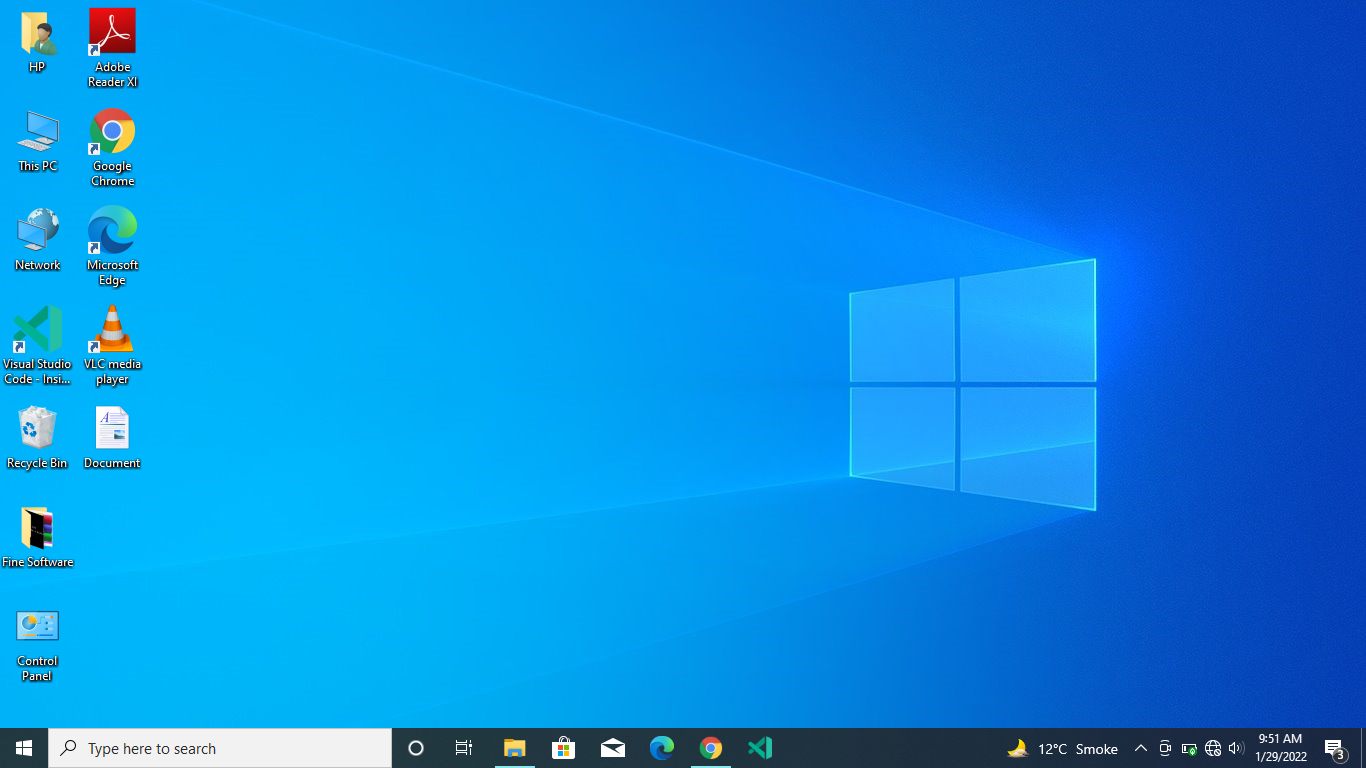 HP
Adobe
Reader XI
This PC
Google
Chrome
Network
Microsoft
Edge
Visual Studio
Code - Insi...
VLC media
player
Recycle Bin
Document
Fine Software
Control
Panel
Type here to search
12°C Smoke
9:51 AM
1/29/2022
3